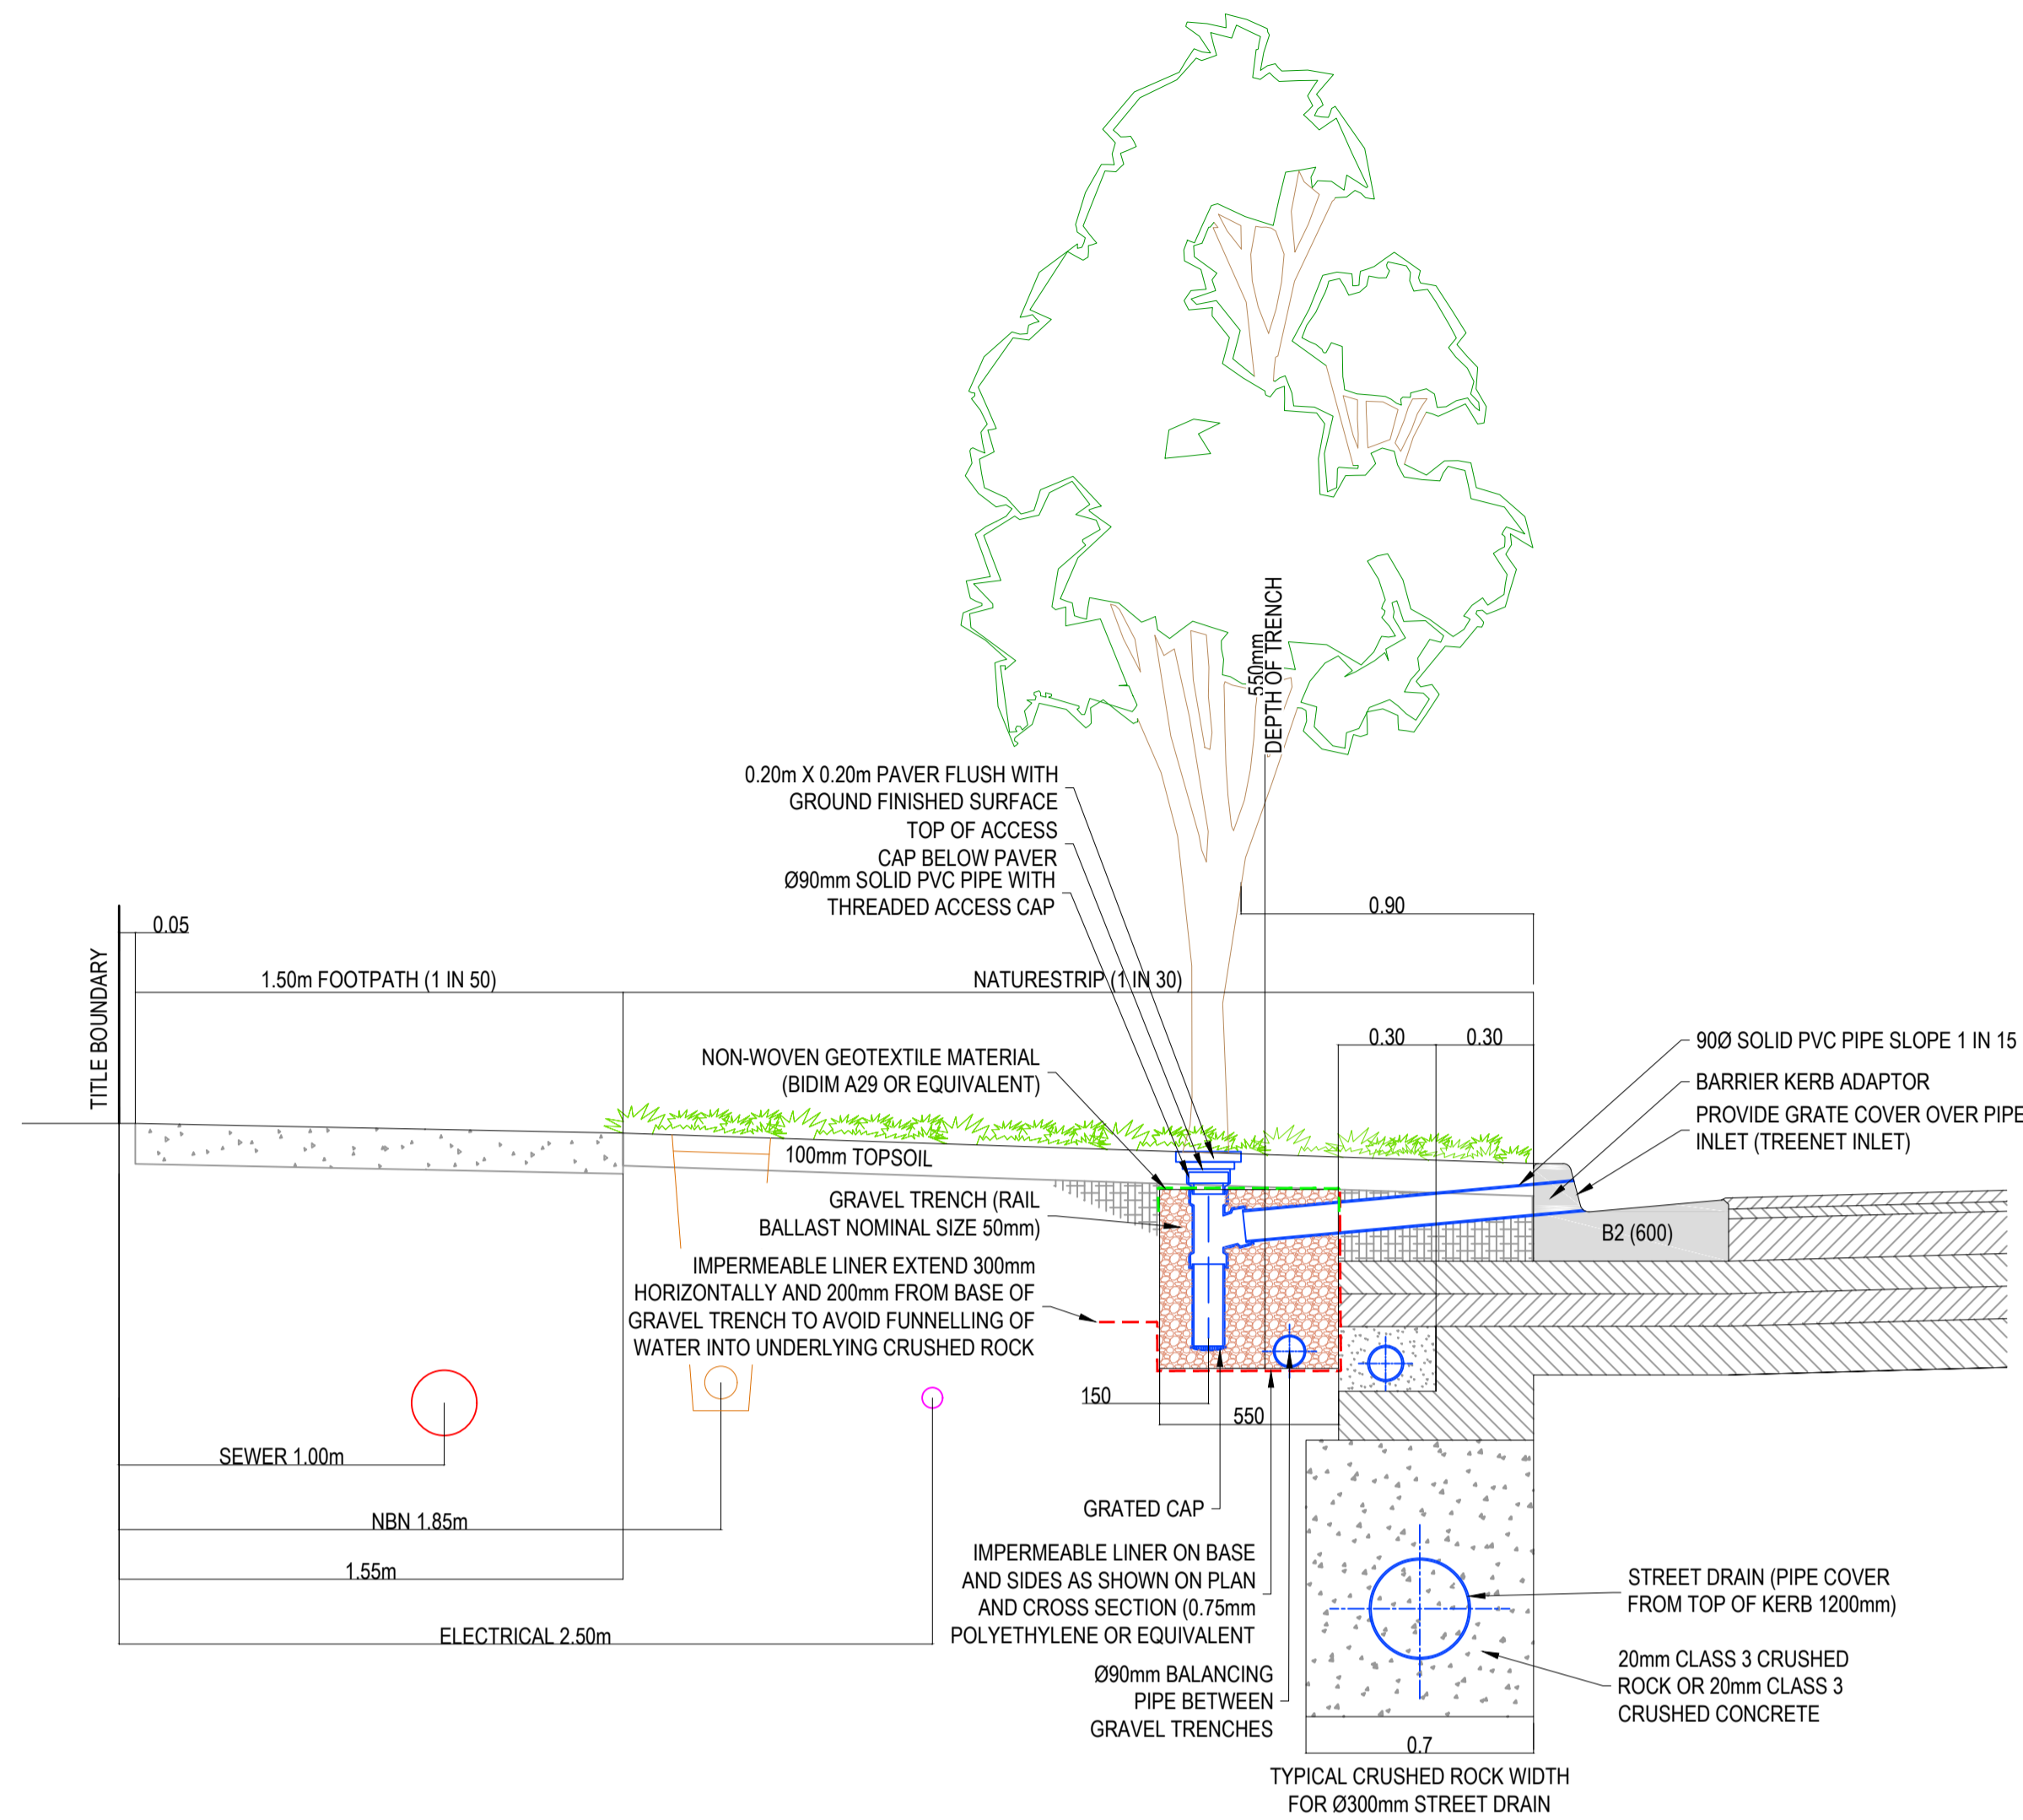 550mm
DEPTH OF TRENCH
0.20m X 0.20m PAVER FLUSH WITH
GROUND FINISHED SURFACE
TOP OF ACCESS
CAP BELOW PAVER
Ø90mm SOLID PVC PIPE WITH
THREADED ACCESS CAP
0.90
0.05
TITLE BOUNDARY
1.50m FOOTPATH (1 IN 50)
NATURESTRIP (1 IN 30)
0.30
0.30
90Ø SOLID PVC PIPE SLOPE 1 IN 15
BARRIER KERB ADAPTOR
PROVIDE GRATE COVER OVER PIPE
INLET (TREENET INLET)
NON-WOVEN GEOTEXTILE MATERIAL
(BIDIM A29 OR EQUIVALENT)
100mm TOPSOIL
GRAVEL TRENCH (RAIL
BALLAST NOMINAL SIZE 50mm)
B2 (600)
IMPERMEABLE LINER EXTEND 300mm
HORIZONTALLY AND 200mm FROM BASE OF
GRAVEL TRENCH TO AVOID FUNNELLING OF
WATER INTO UNDERLYING CRUSHED ROCK
150
550
SEWER 1.00m
NBN 1.85m
1.55m
ELECTRICAL 2.50m
GRATED CAP
IMPERMEABLE LINER ON BASE
AND SIDES AS SHOWN ON PLAN
AND CROSS SECTION (0.75mm
POLYETHYLENE OR EQUIVALENT
Ø90mm BALANCING
PIPE BETWEEN
GRAVEL TRENCHES
STREET DRAIN (PIPE COVER
FROM TOP OF KERB 1200mm)
20mm CLASS 3 CRUSHED
ROCK OR 20mm CLASS 3
CRUSHED CONCRETE
0.7
TYPICAL CRUSHED ROCK WIDTH
FOR Ø300mm STREET DRAIN